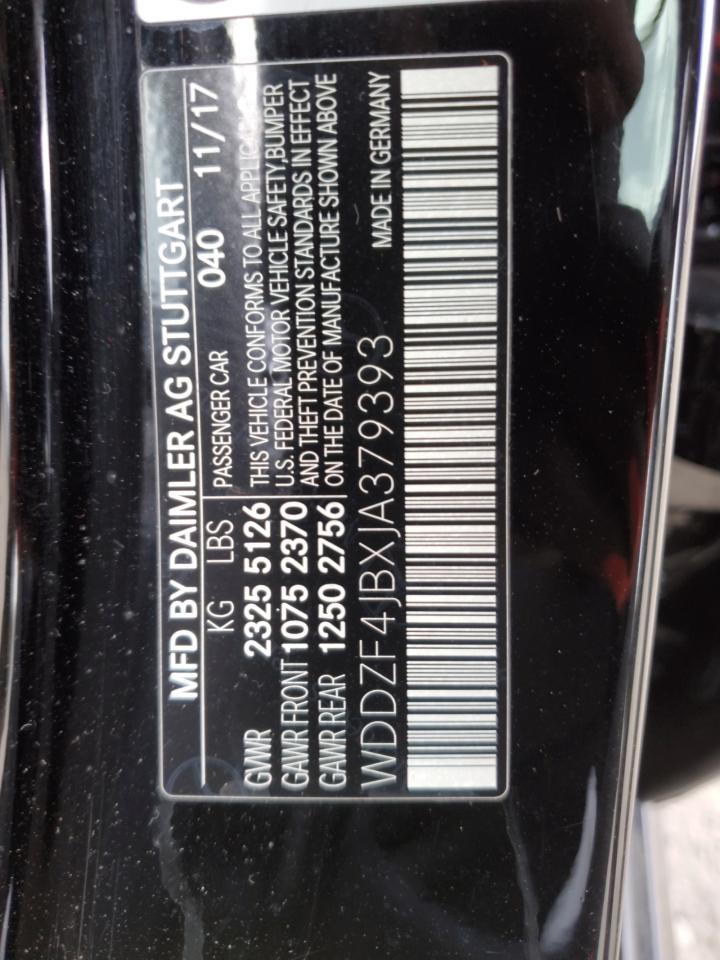 MFD BY DAIMLER AG STUTTGART
KG LBS 040 11/17
PASSENGER CAR
GVWR 2325 5126
GAWR FRONT 1075 2370
GAWR REAR 1250 2756
THIS VEHICLE CONFORMS TO ALL
U.S. FEDERAL MOTOR VEHICLE SAFETY,BUMPER
AND THEFT PREVENTION STANDARDS IN EFFECT
ON THE DATE OF MANUFACTURE SHOWN ABOVE
WDDZF4JBXJA379393 MADE IN GERMANY